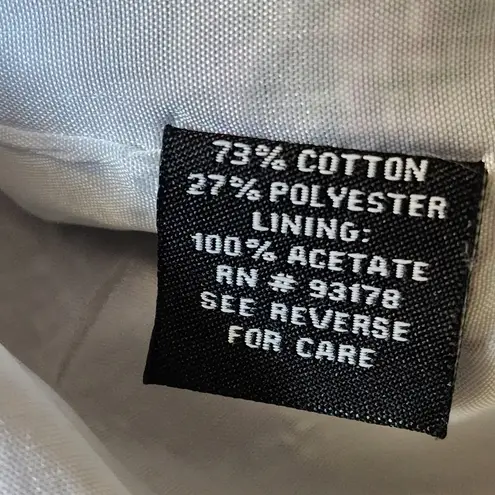 73% COTTON
27% POLYESTER
LINING:
100% ACETATE
RN # 93178
SEE REVERSE
FOR CARE